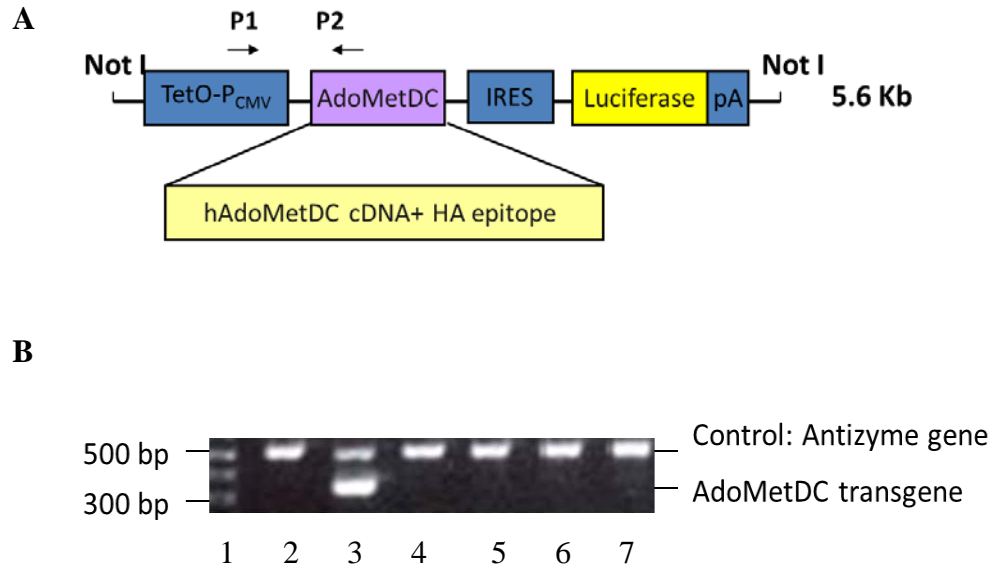 A
P1 P2
Not I Not I
TetO-PCMV AdoMetDC IRES Luciferase pA 5.6 Kb
hAdoMetDC cDNA+ HA epitope
B
500 bp Control: Antizyme gene
300 bp AdoMetDC transgene
1 2 3 4 5 6 7